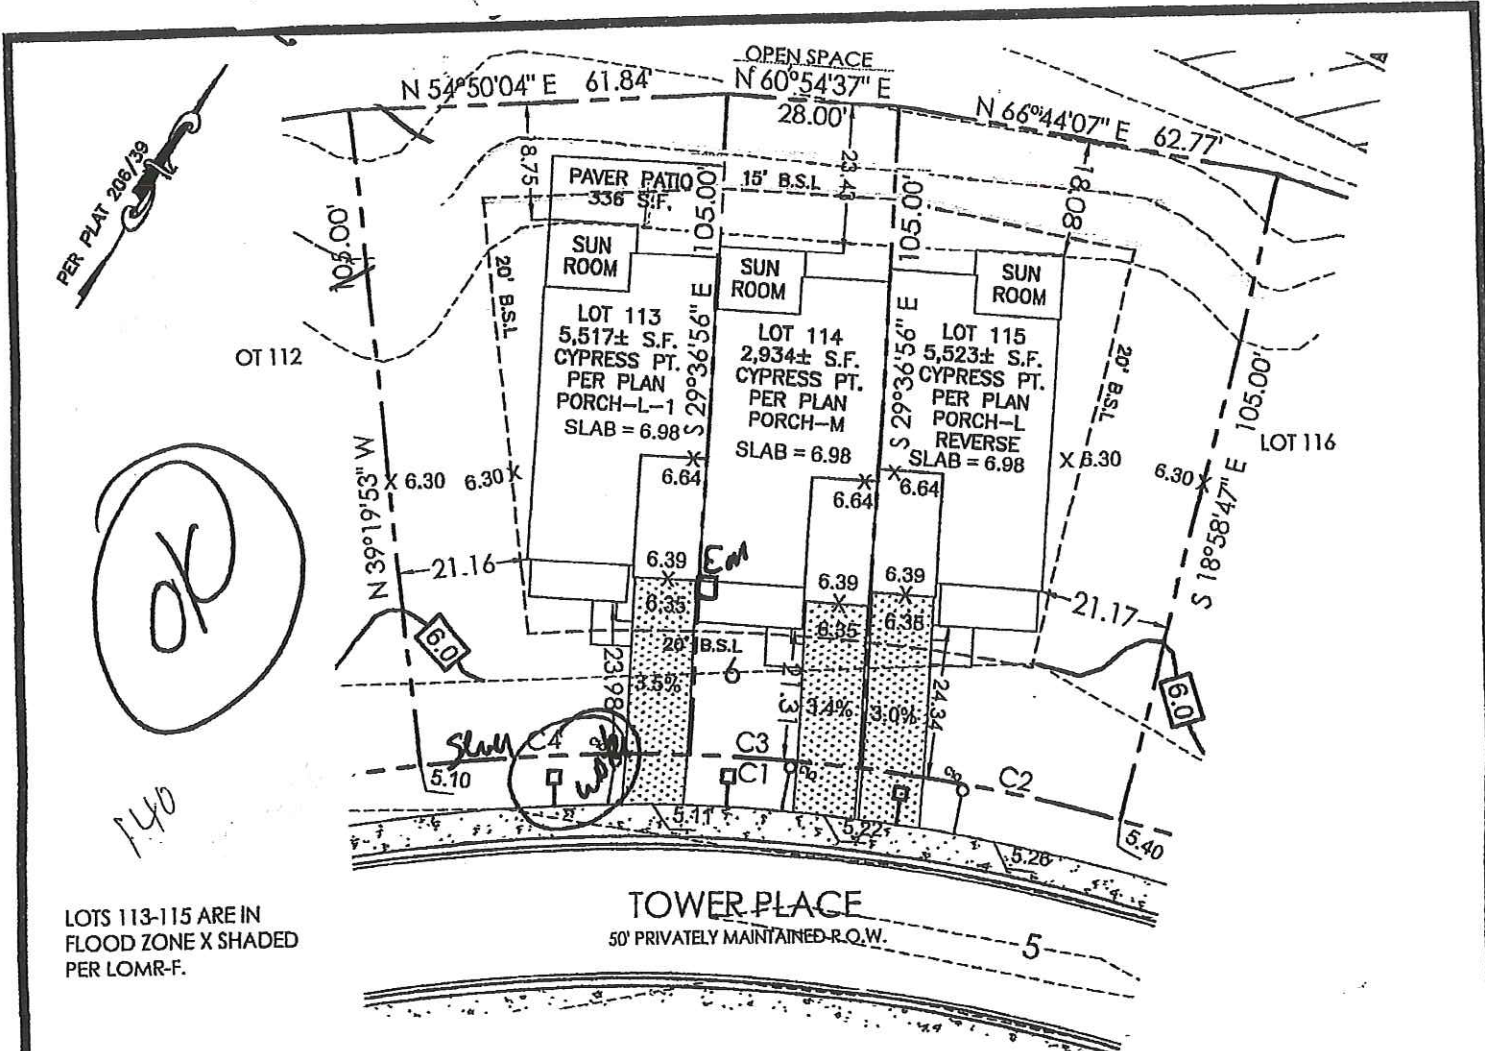 OPEN SPACE
N 54°50'04" E 61.84'
N 60°54'37" E
28.00'
N 66°44'07" E 62.77'
PER PLAT 206/39
18.75
23.43
18.08
PAVER PATIO
336 S.F.
15' B.S.L
105.00'
105.00'
105.00'
105.00'
SUN
ROOM
SUN
ROOM
SUN
ROOM
20' B.S.L
20' B.S.L
OT 112
LOT 113
5,517± S.F.
CYPRESS PT.
PER PLAN
PORCH-L-1
SLAB = 6.98
S 29°36'56" E
LOT 114
2,934± S.F.
CYPRESS PT.
PER PLAN
PORCH-M
SLAB = 6.98
S 29°36'56" E
LOT 115
5,523± S.F.
CYPRESS PT.
PER PLAN
PORCH-L
REVERSE
SLAB = 6.98
LOT 116
N 39°19'53" W
S 18°58'47" E
6.30
6.30
6.64
6.64
6.64
6.30
6.30
21.16
6.39
Em
6.39
6.39
21.17
6.35
6.35
6.35
6.0
20' B.S.L
6
6.0
23.98
3.5%
21.31
3.4%
3.0%
24.34
C4
C3
C1
C2
5.10
5.11'
5.22'
5.28
5.40
OK
140
LOTS 113-115 ARE IN
FLOOD ZONE X SHADED
PER LOMR-F.
TOWER PLACE
50' PRIVATELY MAINTAINED R.O.W.
5